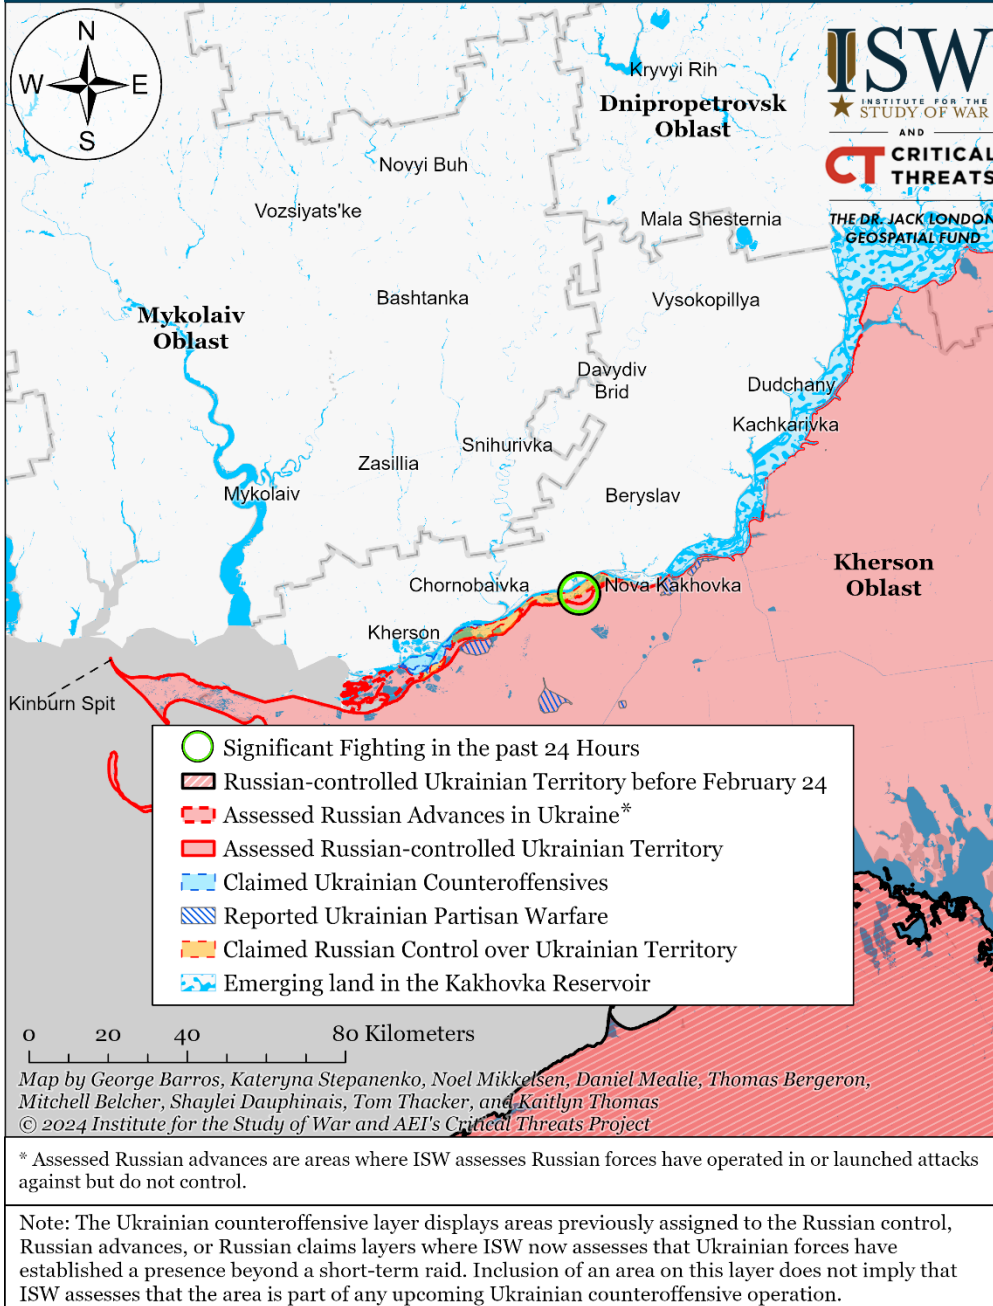 N
W
E
S
ISW
INSTITUTE FOR THE
STUDY OF WAR
AND
CT CRITICAL
THREATS
THE DR. JACK LONDON
GEOSPATIAL FUND
Kryvyi Rih
Dnipropetrovsk
Oblast
Novyi Buh
Vozsiyats'ke
Mala Shesternia
Bashtanka
Vysokopillya
Mykolaiv
Oblast
Davydiv
Brid
Dudchany
Kachkarivka
Snihurivka
Zasillia
Mykolaiv
Beryslav
Kherson
Oblast
Chornobaivka
Nova Kakhovka
Kherson
Kinburn Spit
Significant Fighting in the past 24 Hours
Russian-controlled Ukrainian Territory before February 24
Assessed Russian Advances in Ukraine*
Assessed Russian-controlled Ukrainian Territory
Claimed Ukrainian Counteroffensives
Reported Ukrainian Partisan Warfare
Claimed Russian Control over Ukrainian Territory
Emerging land in the Kakhovka Reservoir
0 20 40 80 Kilometers
Map by George Barros, Kateryna Stepanenko, Noel Mikkelsen, Daniel Mealie, Thomas Bergeron,
Mitchell Belcher, Shaylei Dauphinais, Tom Thacker, and Kaitlyn Thomas
© 2024 Institute for the Study of War and AEI's Critical Threats Project
* Assessed Russian advances are areas where ISW assesses Russian forces have operated in or launched attacks
against but do not control.
Note: The Ukrainian counteroffensive layer displays areas previously assigned to the Russian control,
Russian advances, or Russian claims layers where ISW now assesses that Ukrainian forces have
established a presence beyond a short-term raid. Inclusion of an area on this layer does not imply that
ISW assesses that the area is part of any upcoming Ukrainian counteroffensive operation.